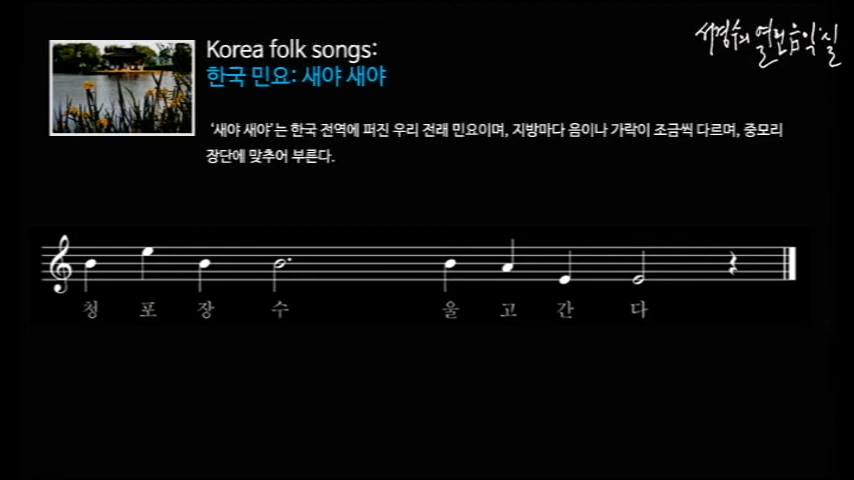 서경수의 열린음악실
Korea folk songs:
한국 민요: 새야 새야
‘새야 새야’는 한국 전역에 퍼진 우리 전래 민요이며, 지방마다 음이나 가락이 조금씩 다르며, 중모리
장단에 맞추어 부른다.
청 포 장 수 울 고 간 다